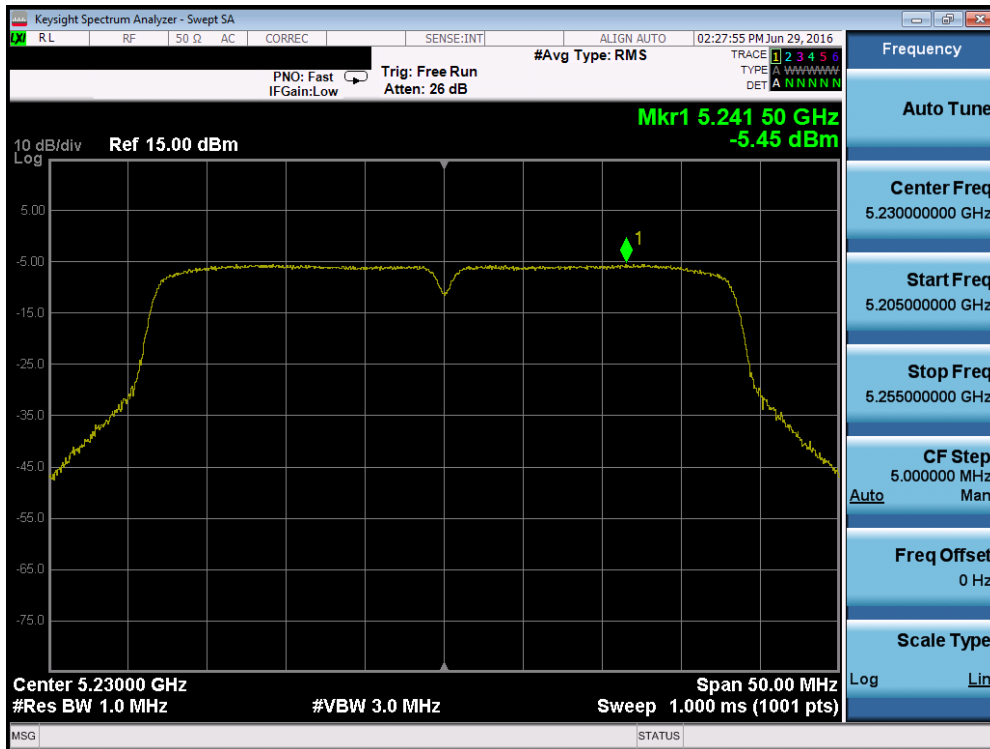 Keysight Spectrum Analyzer - Swept SA
LXI RL RF 50 Ω AC CORREC SENSE:INT ALIGN AUTO 02:27:55 PM Jun 29, 2016
#Avg Type: RMS TRACE 1 2 3 4 5 6
PNO: Fast Trig: Free Run TYPE A WWWWW
IFGain:Low Atten: 26 dB DET A N N N N N
Mkr1 5.241 50 GHz
-5.45 dBm
10 dB/div Ref 15.00 dBm
Log
5.00
1
-5.00
-15.0
-25.0
-35.0
-45.0
-55.0
-65.0
-75.0
Center 5.23000 GHz Span 50.00 MHz
#Res BW 1.0 MHz #VBW 3.0 MHz Sweep 1.000 ms (1001 pts)
MSG STATUS
Frequency
Auto Tune
Center Freq
5.230000000 GHz
Start Freq
5.205000000 GHz
Stop Freq
5.255000000 GHz
CF Step
5.000000 MHz
Auto Man
Freq Offset
0 Hz
Scale Type
Log Lin